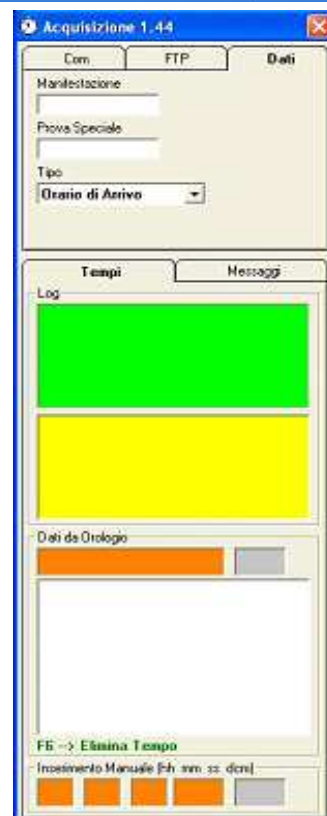 Acquisizione 1.44
Com FTP Dati
Manifestazione
Prova Speciale
Tipo
Orario di Arrivo
Tempi Messaggi
Log
Dati da Orologio
F6 --> Elimina Tempo
Inserimento Manuale (hh mm ss dcm)